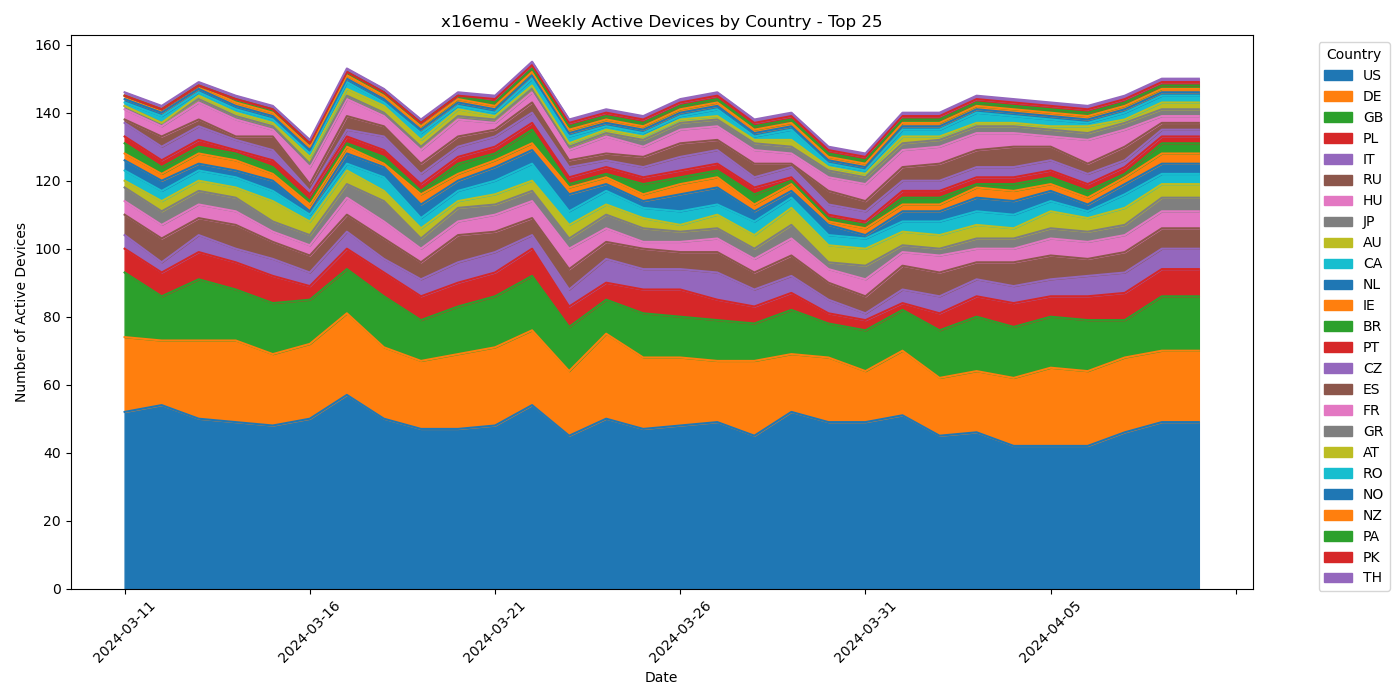 x16emu - Weekly Active Devices by Country - Top 25
Number of Active Devices
160
140
120
100
80
60
40
20
0
2024-03-11
2024-03-16
2024-03-21
2024-03-26
2024-03-31
2024-04-05
Date
Country
US
DE
GB
PL
IT
RU
HU
JP
AU
CA
NL
IE
BR
PT
CZ
ES
FR
GR
AT
RO
NO
NZ
PA
PK
TH